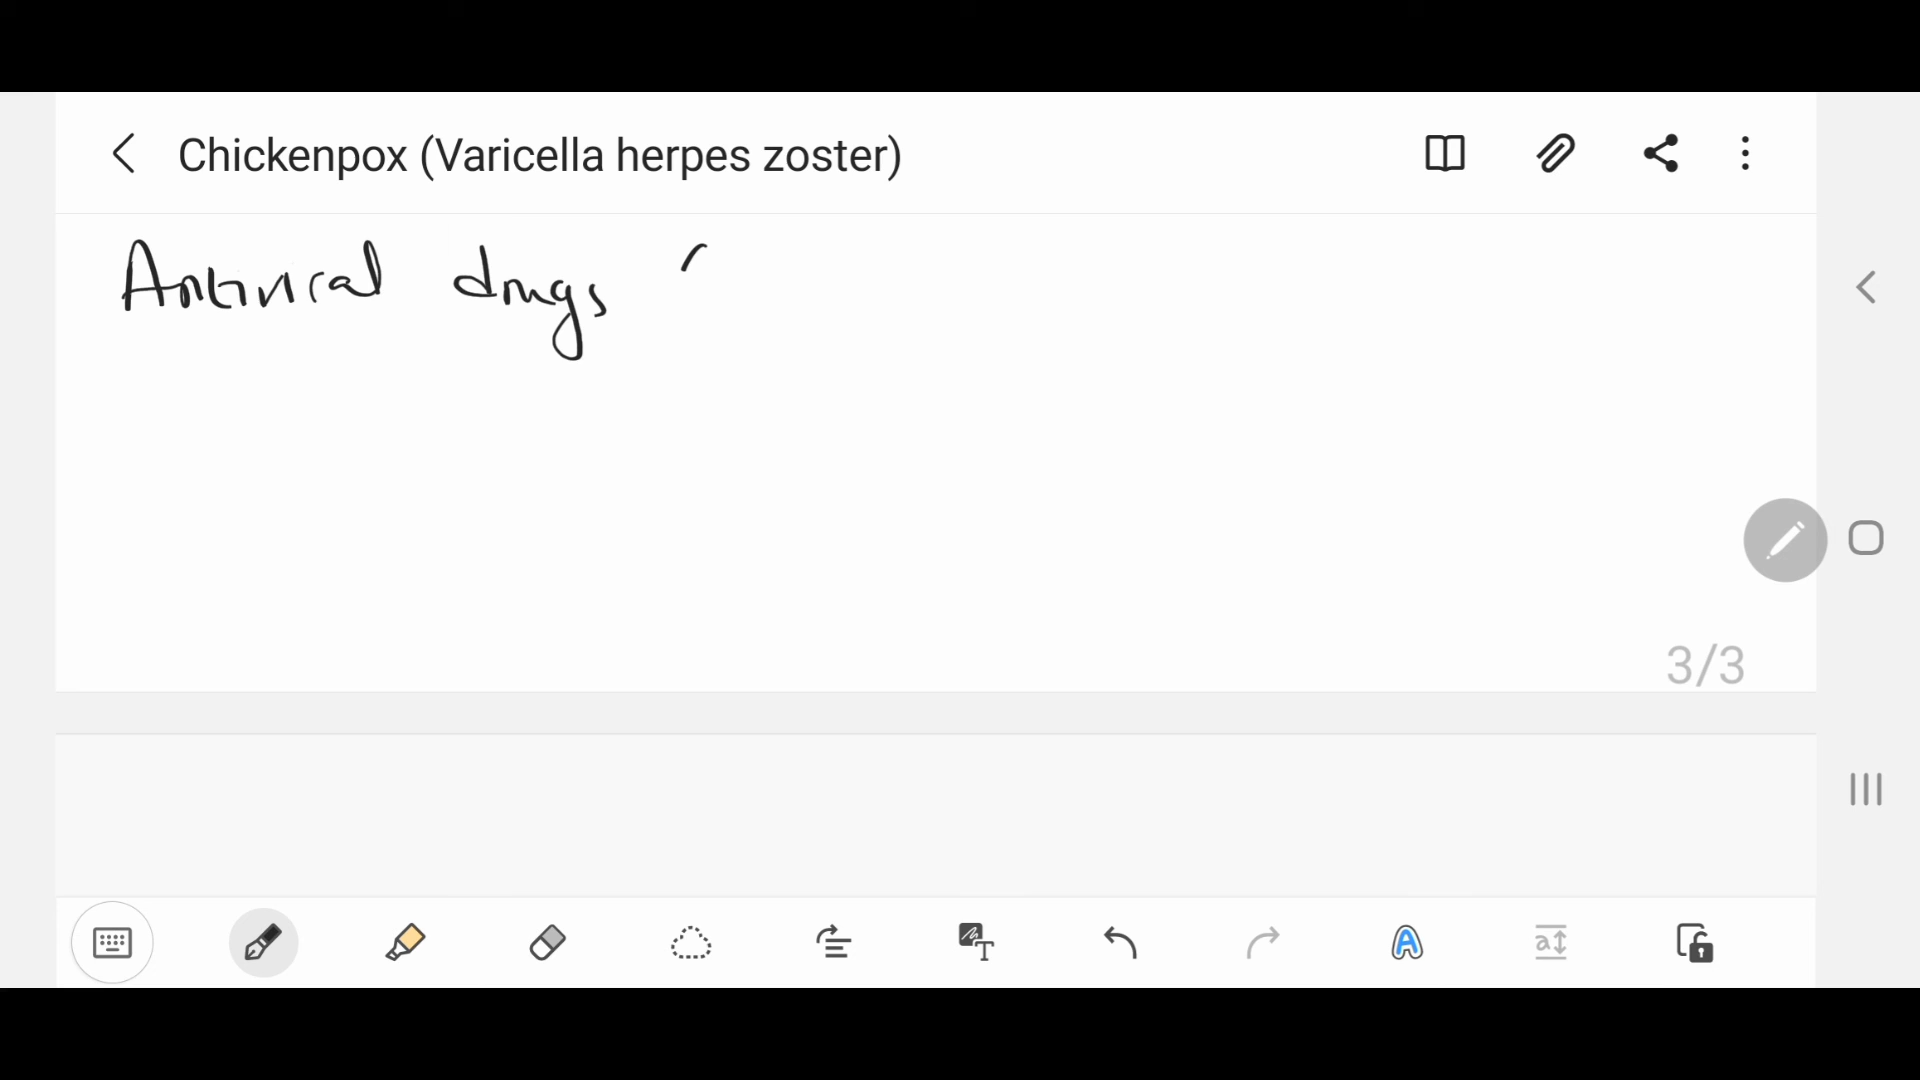 Chickenpox (Varicella herpes zoster)
Antiviral drugs (
3/3